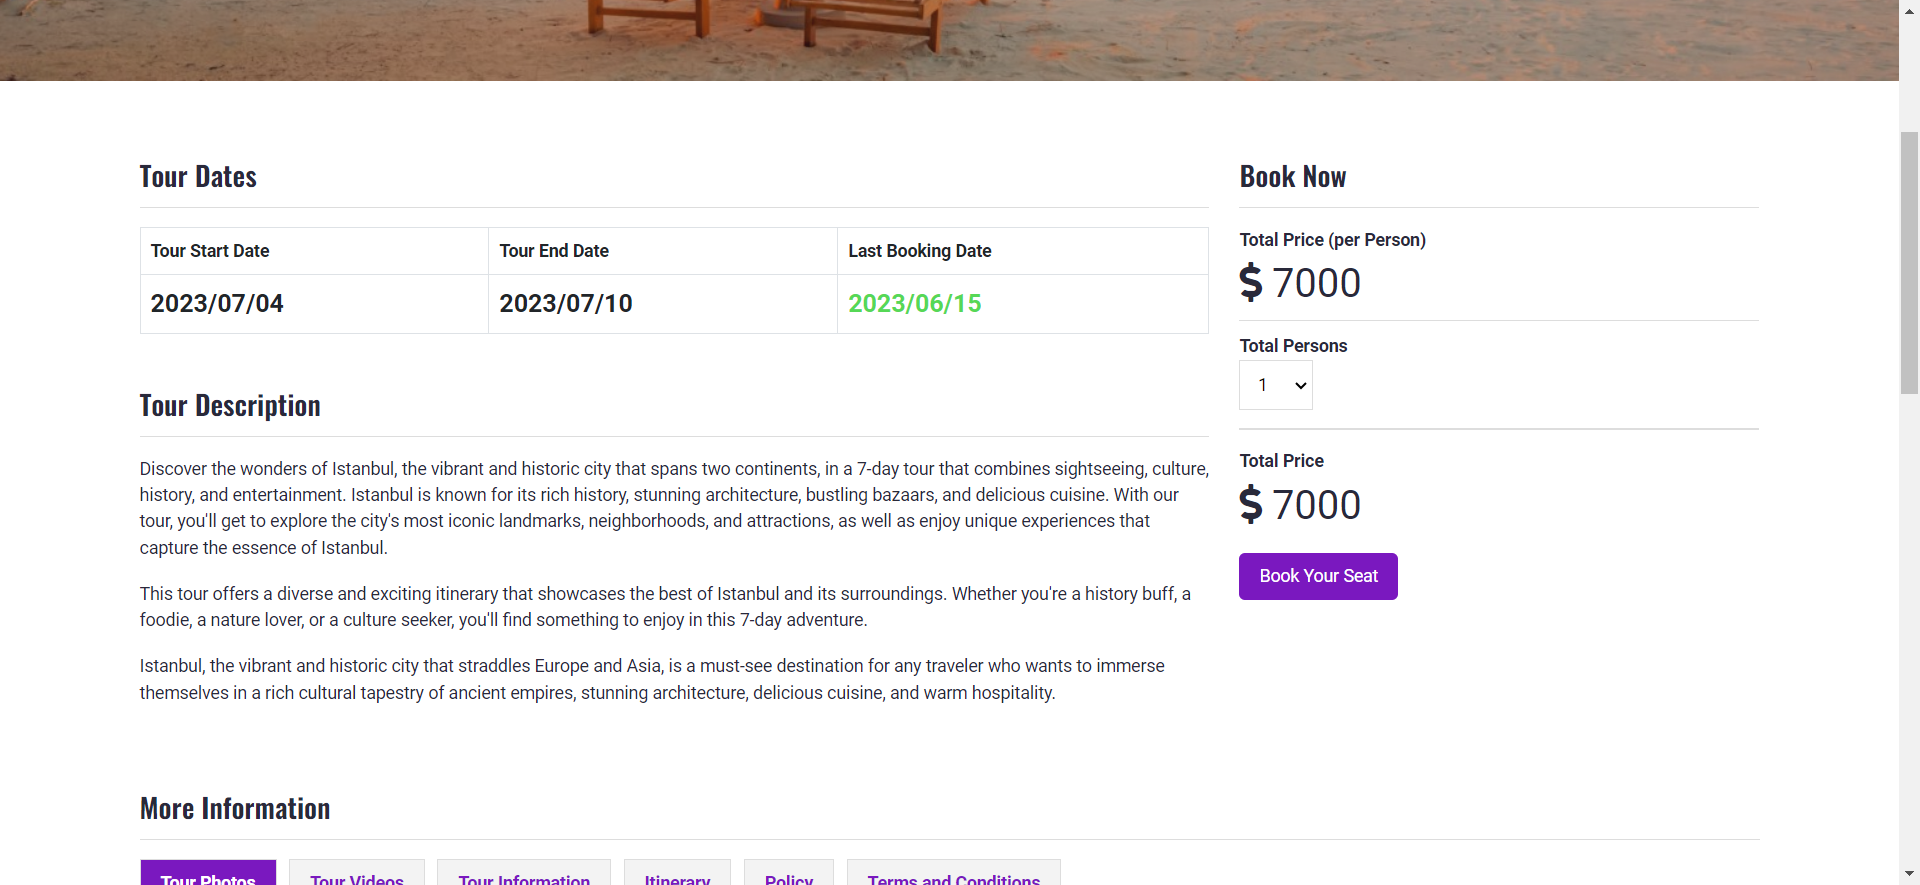 Tour Dates
Tour Start Date
Tour End Date
Last Booking Date
2023/07/04
2023/07/10
2023/06/15
Tour Description
Discover the wonders of Istanbul, the vibrant and historic city that spans two continents, in a 7-day tour that combines sightseeing, culture,
history, and entertainment. Istanbul is known for its rich history, stunning architecture, bustling bazaars, and delicious cuisine. With our
tour, you'll get to explore the city's most iconic landmarks, neighborhoods, and attractions, as well as enjoy unique experiences that
capture the essence of Istanbul.
This tour offers a diverse and exciting itinerary that showcases the best of Istanbul and its surroundings. Whether you're a history buff, a
foodie, a nature lover, or a culture seeker, you'll find something to enjoy in this 7-day adventure.
Istanbul, the vibrant and historic city that straddles Europe and Asia, is a must-see destination for any traveler who wants to immerse
themselves in a rich cultural tapestry of ancient empires, stunning architecture, delicious cuisine, and warm hospitality.
Book Now
Total Price (per Person)
$ 7000
Total Persons
1
Total Price
$ 7000
Book Your Seat
More Information
Tour Photos
Tour Videos
Tour Information
Itinerary
Policy
Terms and Conditions